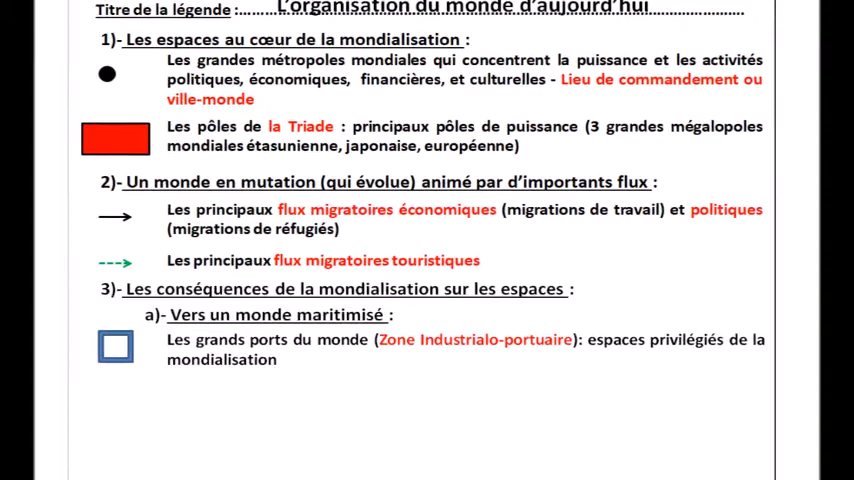 Titre de la légende :……L'organisation du monde d'aujourd'hui……………………
1)- Les espaces au cœur de la mondialisation :
Les grandes métropoles mondiales qui concentrent la puissance et les activités
politiques, économiques, financières, et culturelles - Lieu de commandement ou
ville-monde
Les pôles de la Triade : principaux pôles de puissance (3 grandes mégalopoles
mondiales étasunienne, japonaise, européenne)
2)- Un monde en mutation (qui évolue) animé par d'importants flux :
Les principaux flux migratoires économiques (migrations de travail) et politiques
(migrations de réfugiés)
Les principaux flux migratoires touristiques
3)- Les conséquences de la mondialisation sur les espaces :
a)- Vers un monde maritimisé :
Les grands ports du monde (Zone Industrialo-portuaire): espaces privilégiés de la
mondialisation